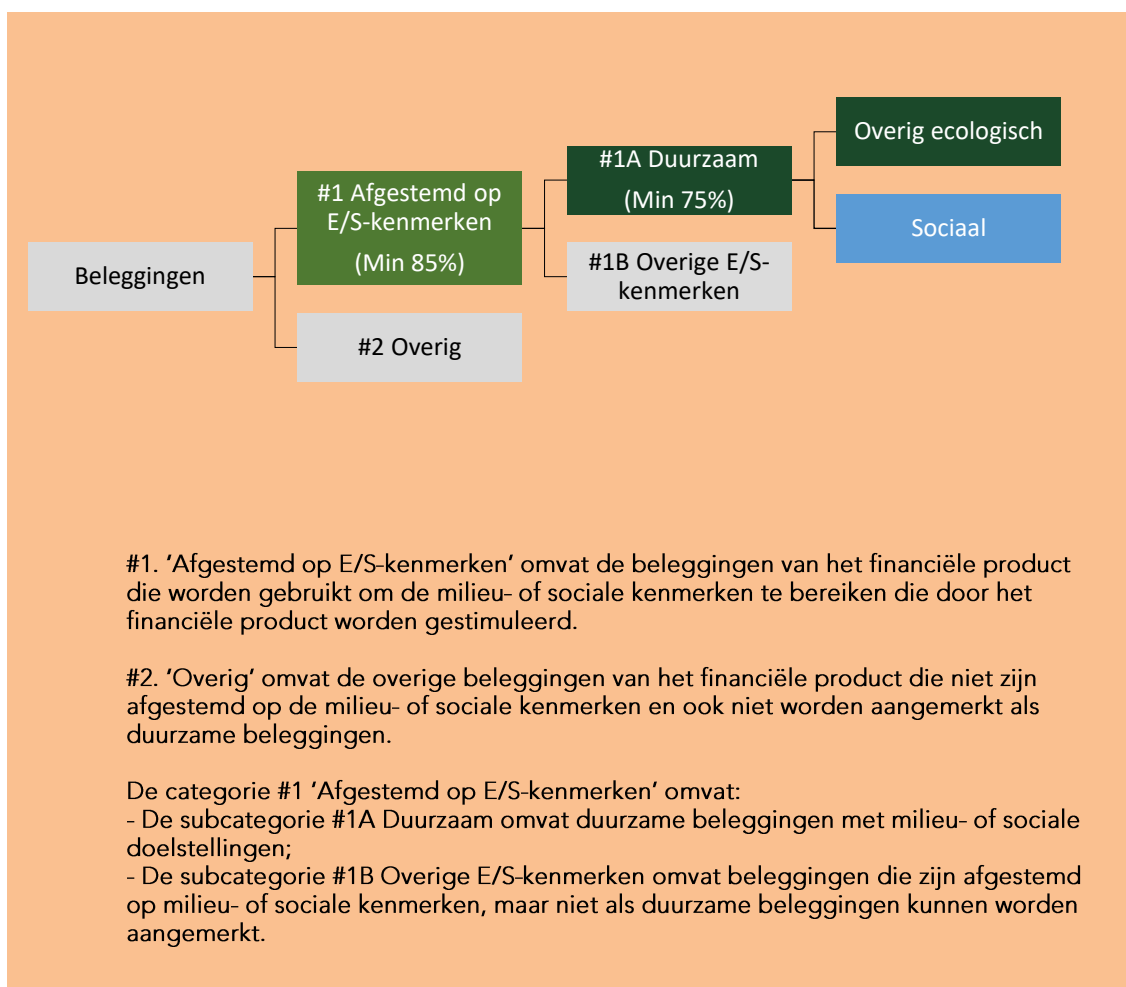 Overig ecologisch
#1A Duurzaam
(Min 75%)
#1 Afgestemd op
E/S-kenmerken
(Min 85%)
Sociaal
Beleggingen
#1B Overige E/S-
kenmerken
#2 Overig
#1. ‘Afgestemd op E/S-kenmerken’ omvat de beleggingen van het financiële product
die worden gebruikt om de milieu- of sociale kenmerken te bereiken die door het
financiële product worden gestimuleerd.
#2. ‘Overig’ omvat de overige beleggingen van het financiële product die niet zijn
afgestemd op de milieu- of sociale kenmerken en ook niet worden aangemerkt als
duurzame beleggingen.
De categorie #1 ‘Afgestemd op E/S-kenmerken’ omvat:
- De subcategorie #1A Duurzaam omvat duurzame beleggingen met milieu- of sociale
doelstellingen;
- De subcategorie #1B Overige E/S-kenmerken omvat beleggingen die zijn afgestemd
op milieu- of sociale kenmerken, maar niet als duurzame beleggingen kunnen worden
aangemerkt.